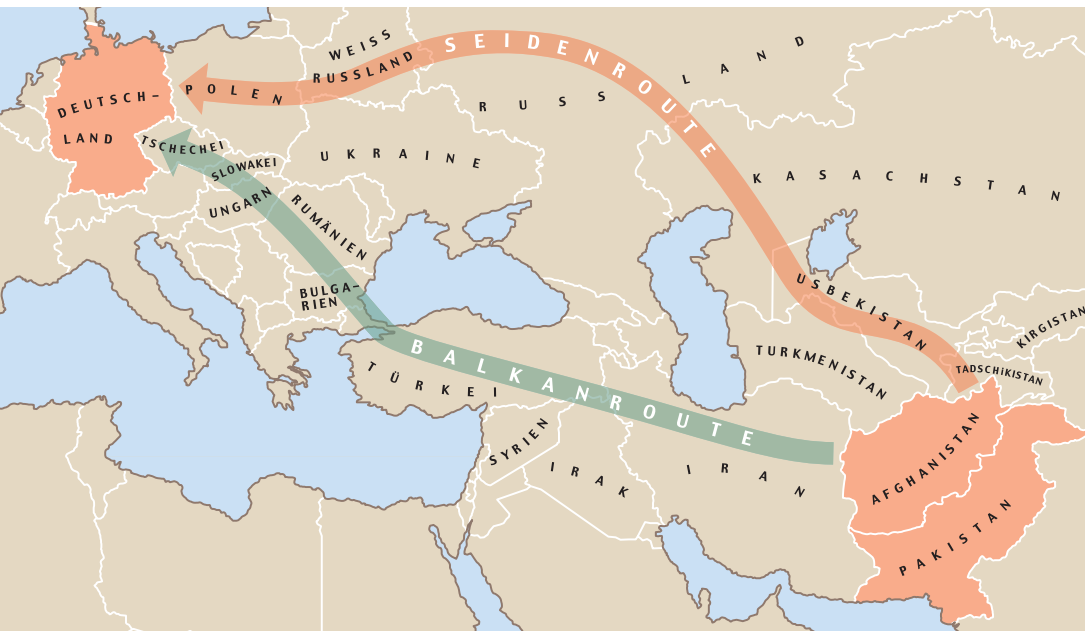 WEISS
RUSSLAND
SEIDENROUTE
RUSSLAND
POLEN
DEUTSCH-
LAND
TSCHECHEI
SLOWAKEI
UKRAINE
UNGARN
RUMÄNIEN
KASACHSTAN
BULGA-
RIEN
USBEKISTAN
KIRGISTAN
TADSCHIKISTAN
TURKMENISTAN
BALKANROUTE
TÜRKEI
SYRIEN
IRAK
IRAN
AFGHANISTAN
PAKISTAN